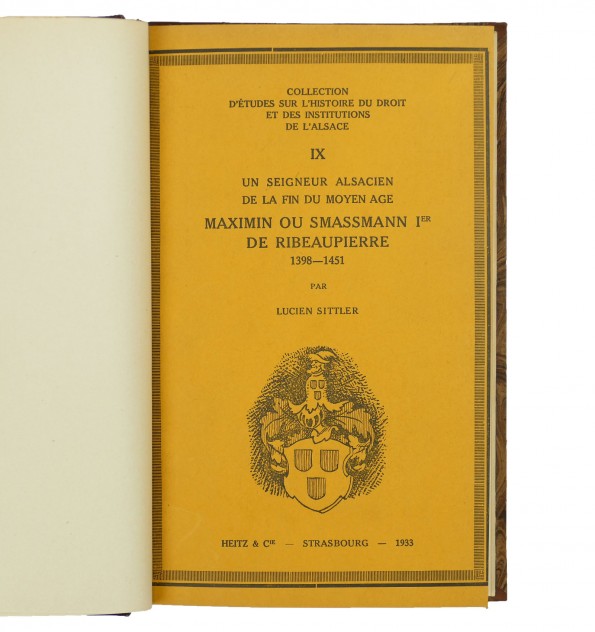 COLLECTION
D'ÉTUDES SUR L'HISTOIRE DU DROIT
ET DES INSTITUTIONS
DE L'ALSACE
IX
UN SEIGNEUR ALSACIEN
DE LA FIN DU MOYEN AGE
MAXIMIN OU SMASSMANN IER
DE RIBEAUPIERRE
1398—1451
PAR
LUCIEN SITTLER
HEITZ & CIE — STRASBOURG — 1933